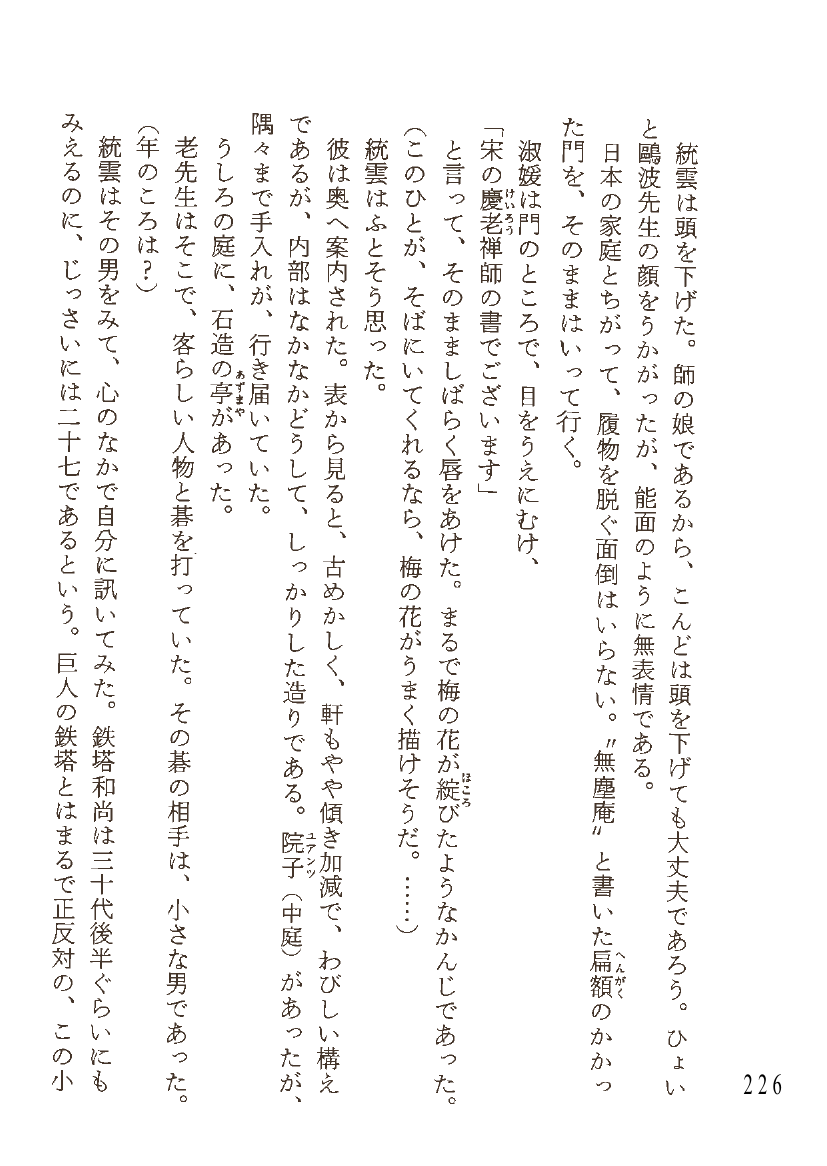 統雲は頭を下げた。師の娘であるから、こんどは頭を下げても大丈夫であろう。ひょい
と鷗波先生の顔をうかがったが、能面のように無表情である。
日本の家庭とちがって、履物を脱ぐ面倒はいらない。〝無塵庵〟と書いた扁額のかかっ
へんがく
た門を、そのままはいって行く。
淑媛は門のところで、目をうえにむけ、
「宋の慶老禅師の書でございます」
けいろう
と言って、そのまましばらく唇をあけた。まるで梅の花が綻びたようなかんじであった。
ほころ
(このひとが、そばにいてくれるなら、梅の花がうまく描けそうだ。……)
統雲はふとそう思った。
彼は奥へ案内された。表から見ると、古めかしく、軒もやや傾き加減で、わびしい構え
であるが、内部はなかなかどうして、しっかりした造りである。院子(中庭)があったが、
ユアンツ
隅々まで手入れが、行き届いていた。
うしろの庭に、石造の亭があった。
あずまや
老先生はそこで、客らしい人物と碁を打っていた。その碁の相手は、小さな男であった。
(年のころは?)
統雲はその男をみて、心のなかで自分に訊いてみた。鉄塔和尚は三十代後半ぐらいにも
みえるのに、じっさいには二十七であるという。巨人の鉄塔とはまるで正反対の、この小
226